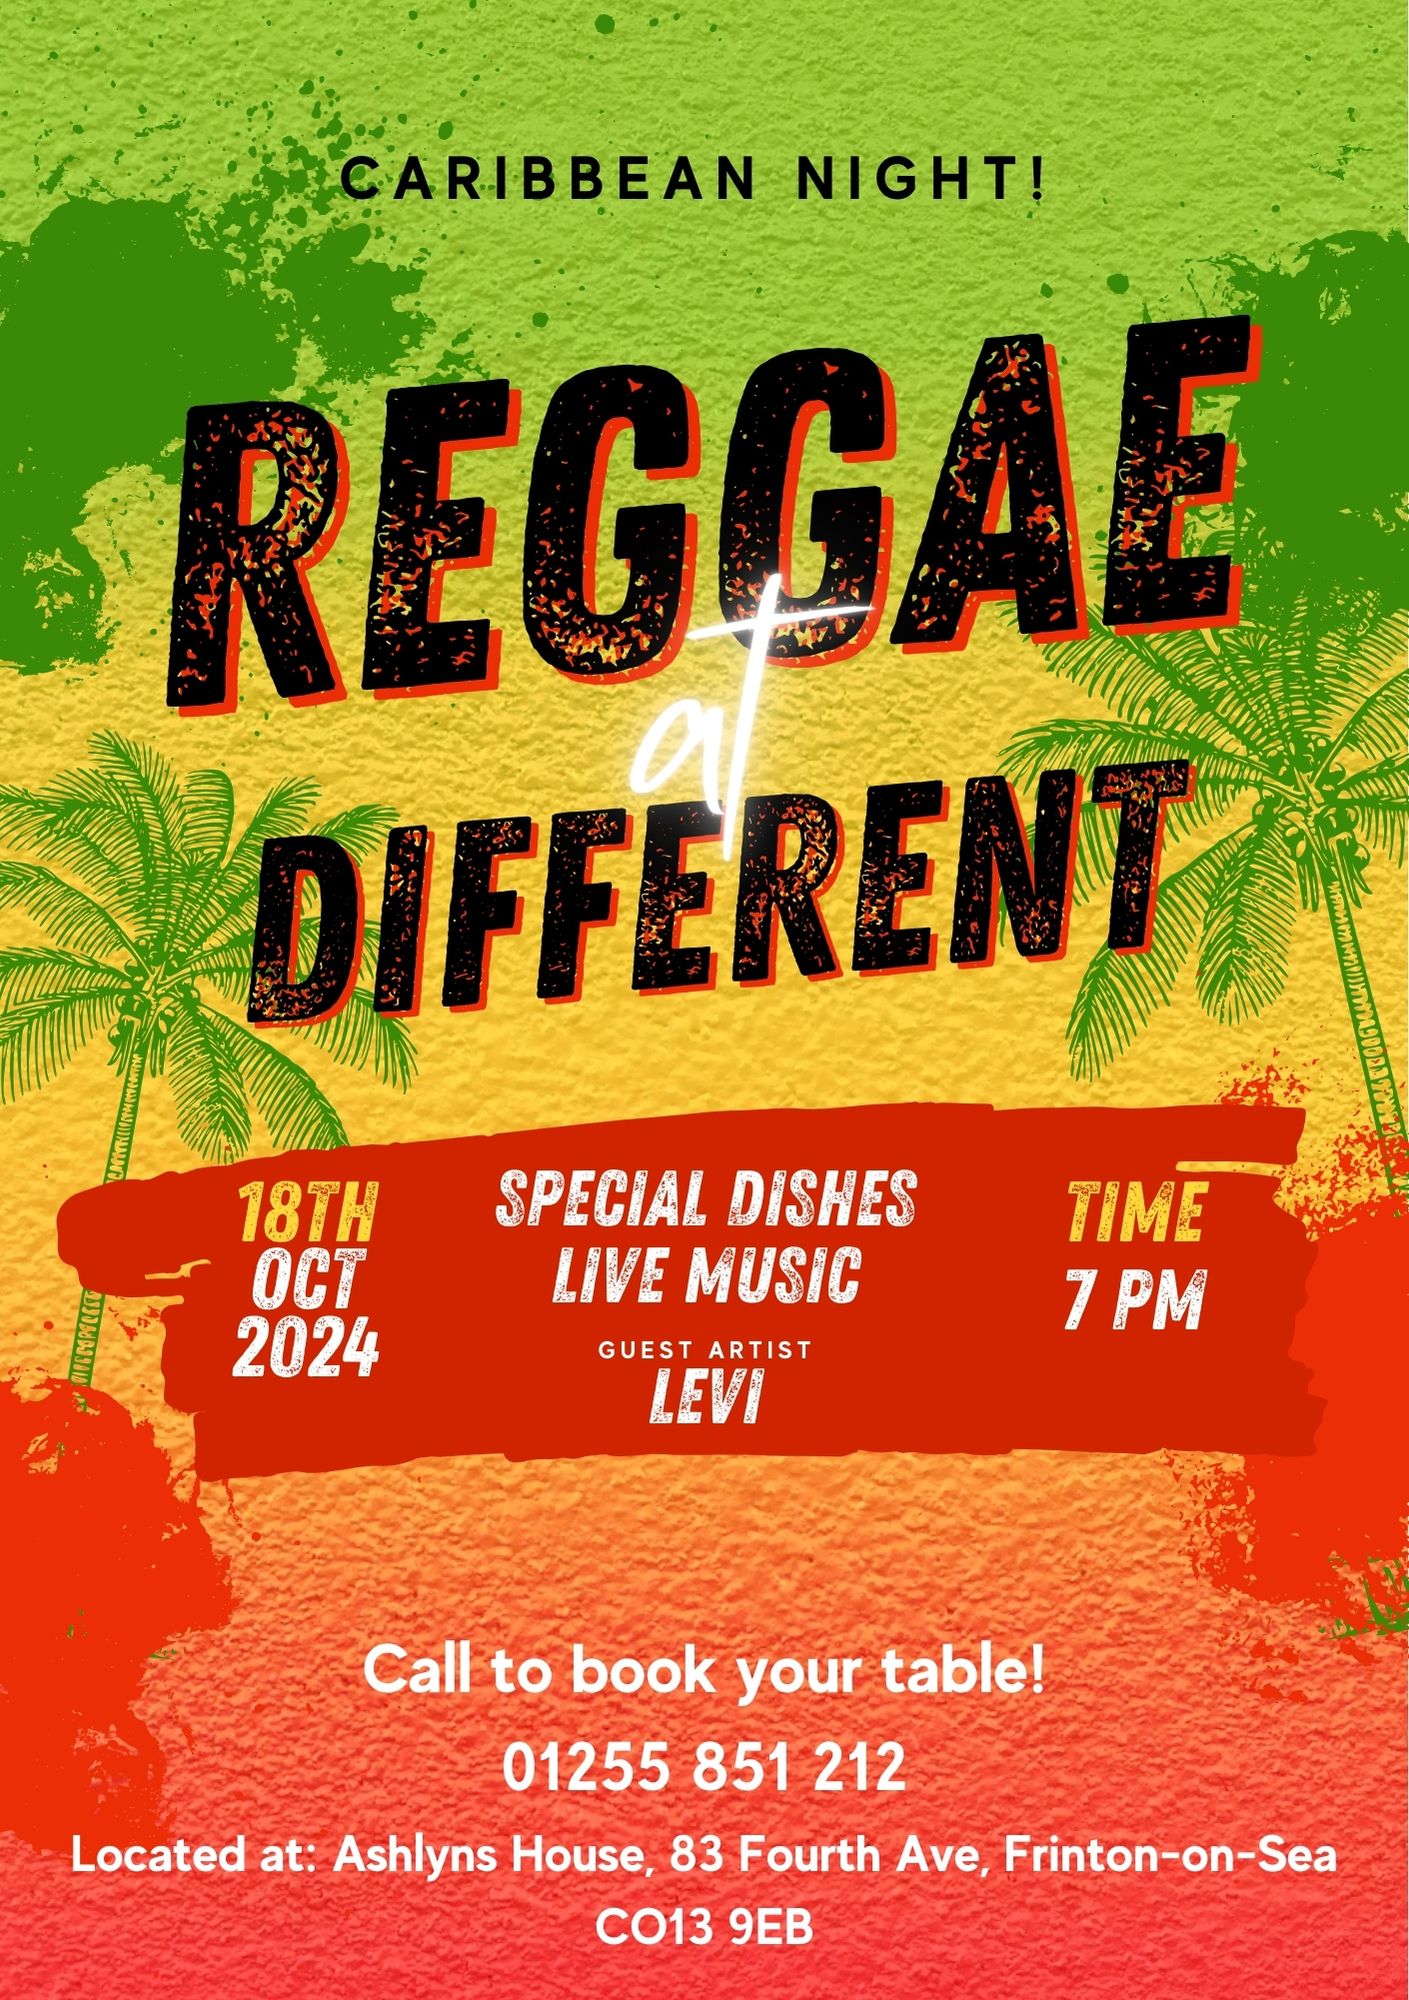 CARIBBEAN NIGHT!
REGGAE
at
DIFFERENT
18TH
OCT
2024
SPECIAL DISHES
LIVE MUSIC
GUEST ARTIST
LEVI
TIME
7 PM
Call to book your table!
01255 851 212
Located at: Ashlyns House, 83 Fourth Ave, Frinton-on-Sea
CO13 9EB